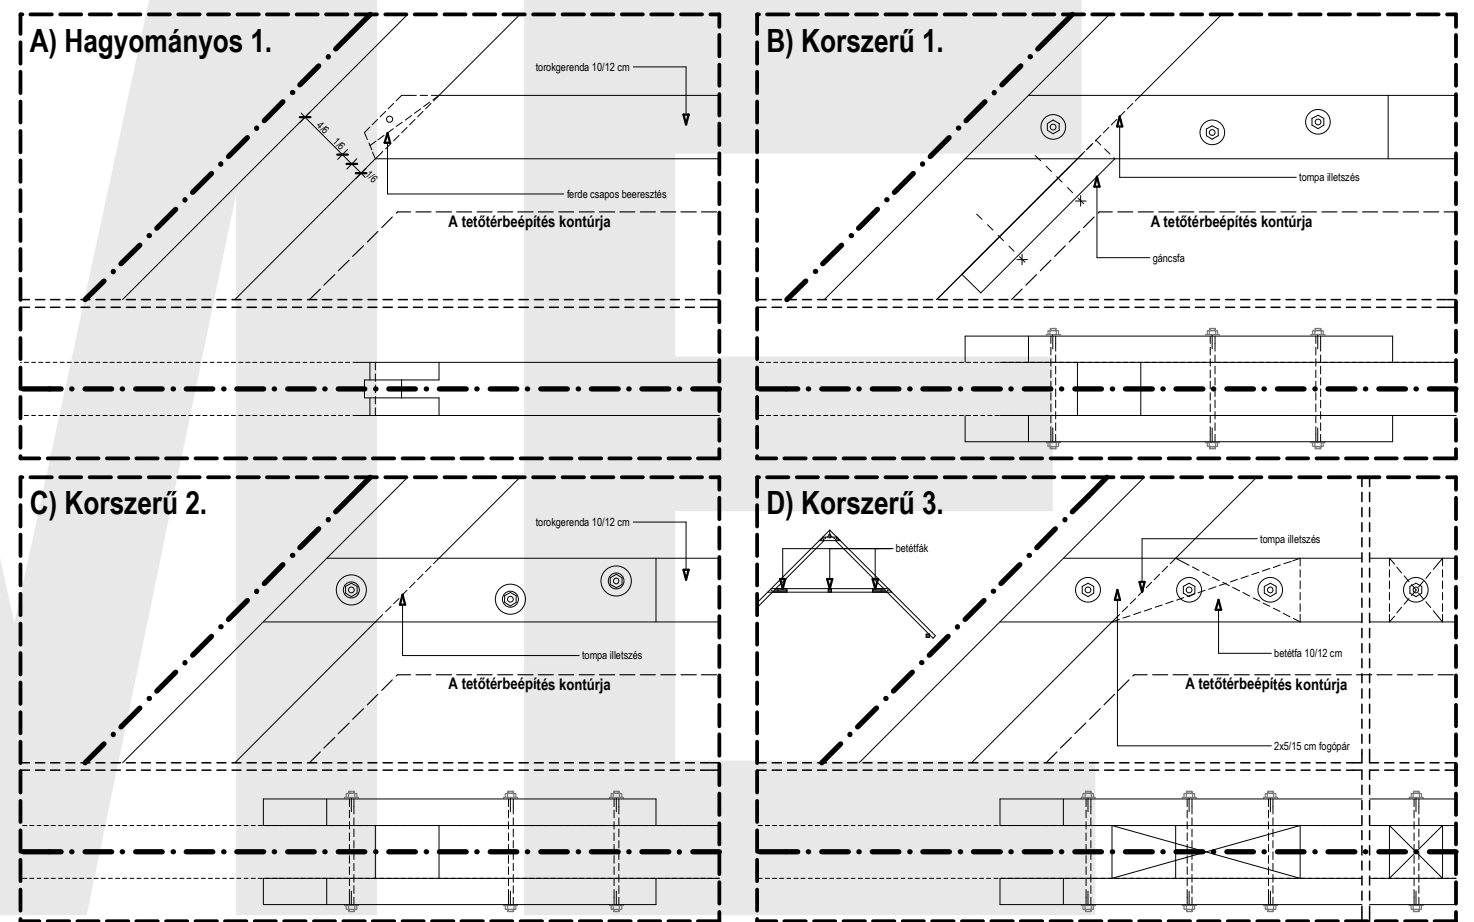 A) Hagyományos 1.
torokgerenda 10/12 cm
4/6
1/6
1/6
ferde csapos beeresztés
A tetőtérbeépítés kontúrja
B) Korszerű 1.
tompa illetszés
A tetőtérbeépítés kontúrja
gáncsfa
C) Korszerű 2.
torokgerenda 10/12 cm
tompa illetszés
A tetőtérbeépítés kontúrja
D) Korszerű 3.
betétfák
tompa illetszés
betétfa 10/12 cm
A tetőtérbeépítés kontúrja
2x5/15 cm fogópár